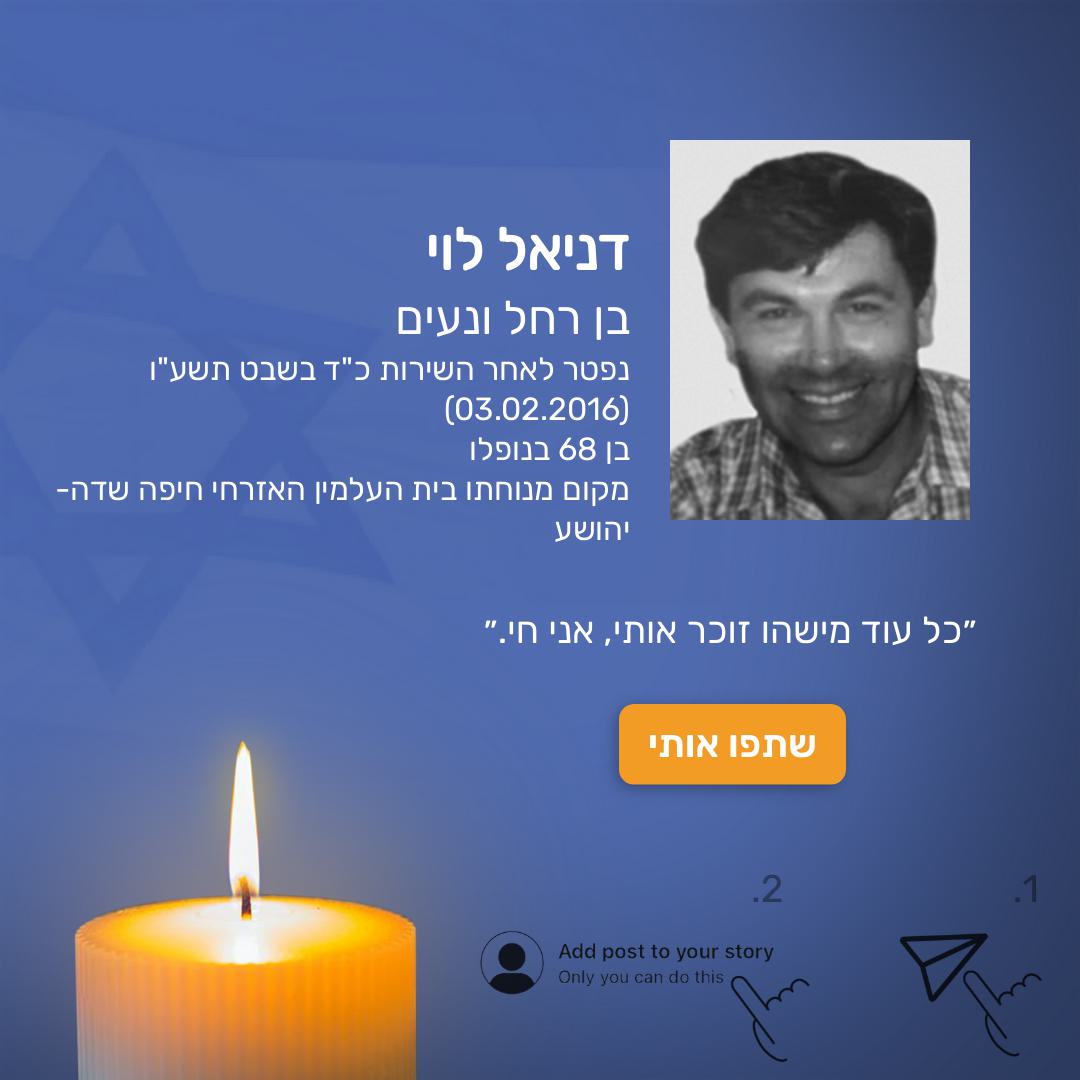 דניאל לוי
בן רחל ונעים
נפטר לאחר השירות כ"ד בשבט תשע"ו
(03.02.2016)
בן 68 בנופלו
מקום מנוחתו בית העלמין האזרחי חיפה שדה-
יהושע
״כל עוד מישהו זוכר אותי, אני חי.״
שתפו אותי
1.
2.
Add post to your story
Only you can do this